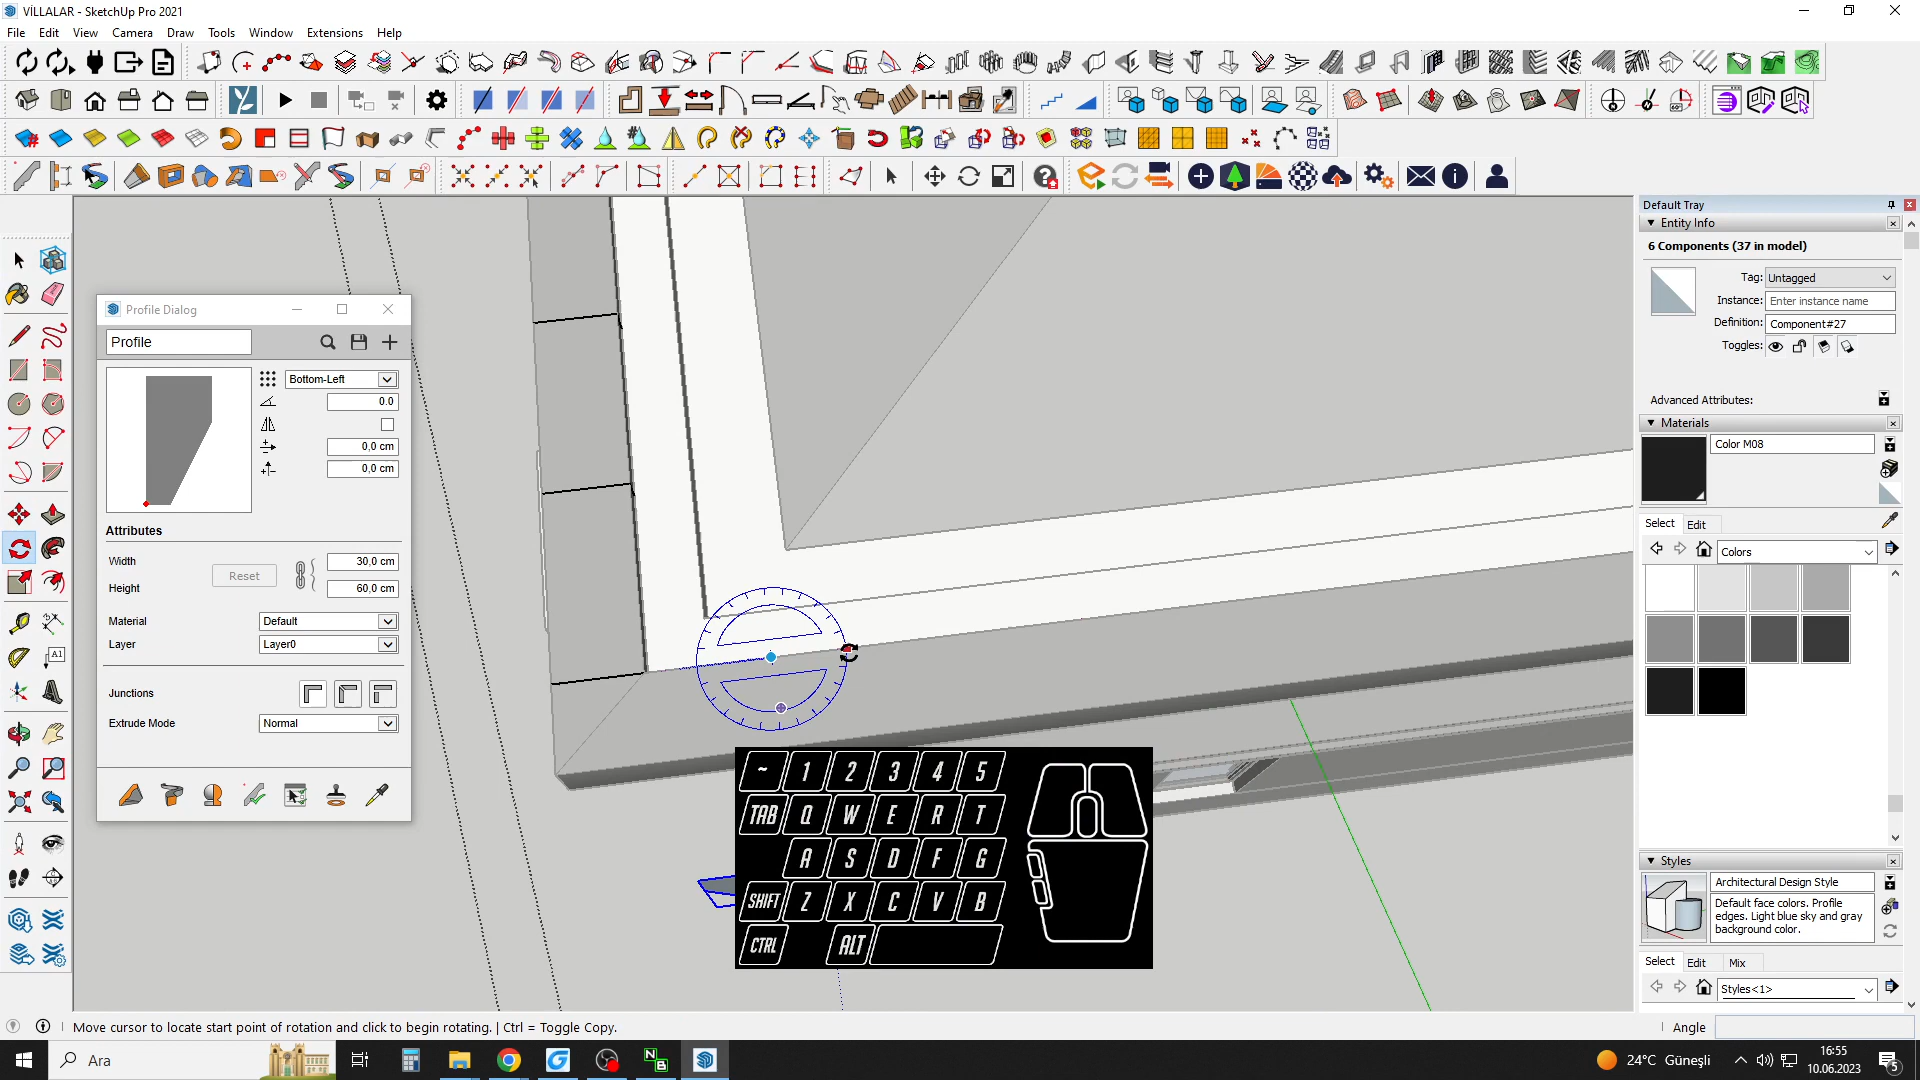 VİLLALAR - SketchUp Pro 2021
File Edit View Camera Draw Tools Window Extensions Help
Default Tray
Entity Info
6 Components (37 in model)
Tag: Untagged
Instance: Enter instance name
Definition: Component#27
Toggles:
Advanced Attributes:
Materials
Color M08
Select Edit
Colors
Styles
Architectural Design Style
Default face colors. Profile edges. Light blue sky and gray background color.
Select Edit Mix
Styles<1>
Profile Dialog
Profile
Bottom-Left
0.0
0,0 cm
0,0 cm
Attributes
Width 30,0 cm
Reset
Height 60,0 cm
Material Default
Layer Layer0
Junctions
Extrude Mode Normal
A1
~ 1 2 3 4 5
TAB Q W E R T
A S D F G
SHIFT Z X C V B
CTRL ALT
Move cursor to locate start point of rotation and click to begin rotating. | Ctrl = Toggle Copy.
Angle
Ara
24°C Güneşli
16:55
10.06.2023
5